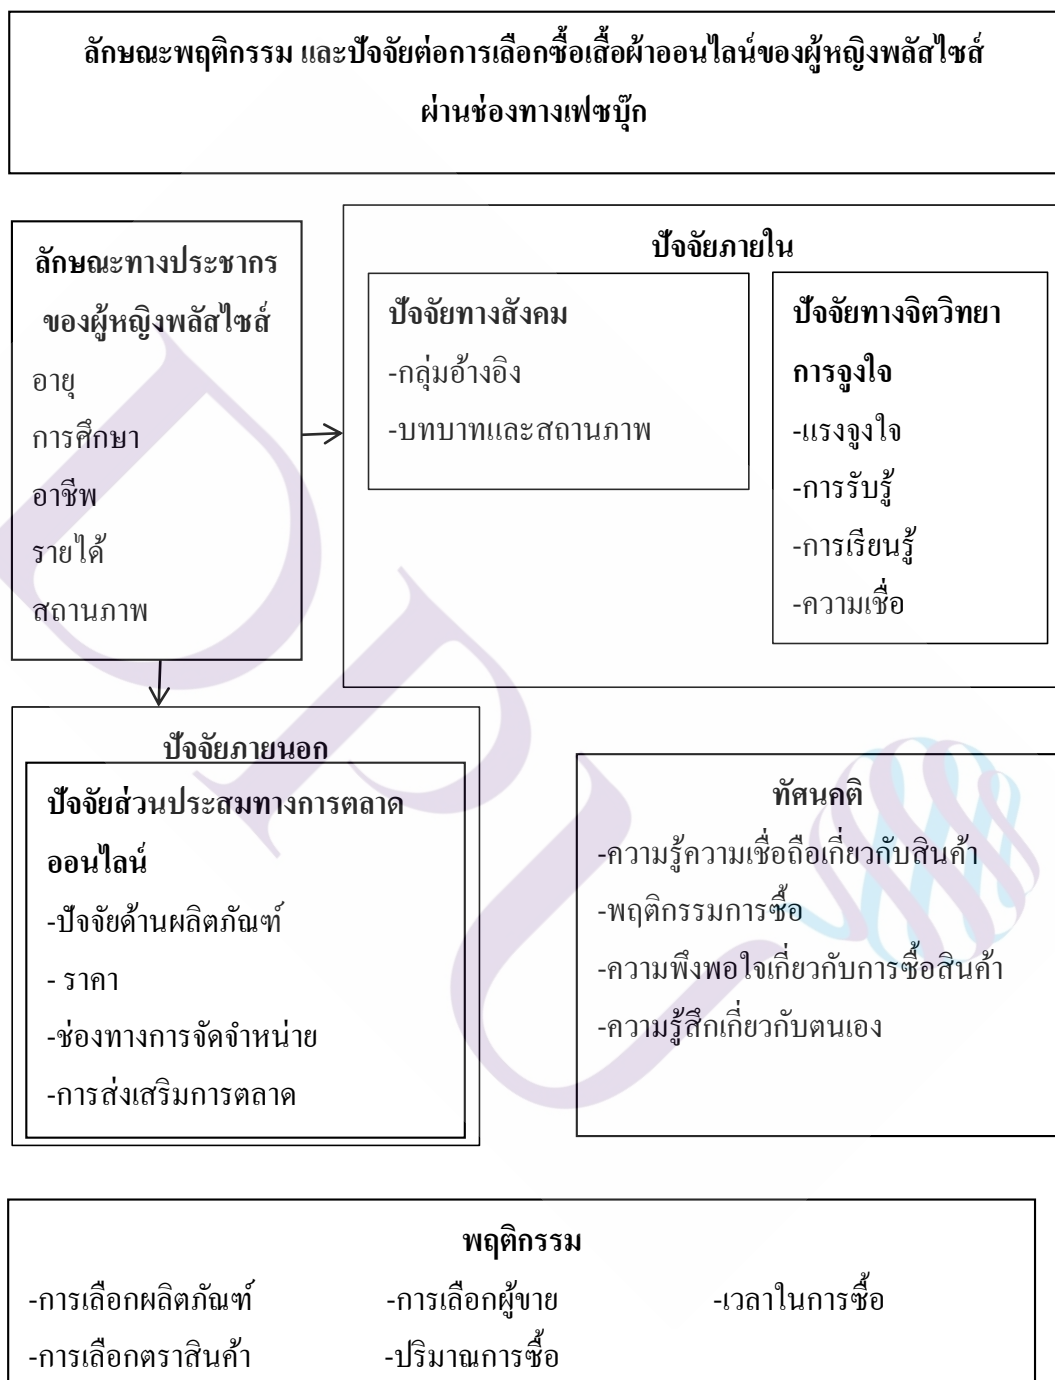 ลักษณะพฤติกรรม และปัจจัยต่อการเลือกซื้อเสื้อผ้าออนไลน์ของผู้หญิงพลัสไซส์
ผ่านช่องทางเฟซบุ๊ก
ลักษณะทางประชากร
ของผู้หญิงพลัสไซส์
อายุ
การศึกษา
อาชีพ
รายได้
สถานภาพ
ปัจจัยภายใน
ปัจจัยทางสังคม
-กลุ่มอ้างอิง
-บทบาทและสถานภาพ
ปัจจัยทางจิตวิทยา
การจูงใจ
-แรงจูงใจ
-การรับรู้
-การเรียนรู้
-ความเชื่อ
ปัจจัยภายนอก
ปัจจัยส่วนประสมทางการตลาด
ออนไลน์
-ปัจจัยด้านผลิตภัณฑ์
- ราคา
-ช่องทางการจัดจำหน่าย
-การส่งเสริมการตลาด
ทัศนคติ
-ความรู้ความเชื่อถือเกี่ยวกับสินค้า
-พฤติกรรมการซื้อ
-ความพึงพอใจเกี่ยวกับการซื้อสินค้า
-ความรู้สึกเกี่ยวกับตนเอง
พฤติกรรม
-การเลือกผลิตภัณฑ์ -การเลือกผู้ขาย -เวลาในการซื้อ
-การเลือกตราสินค้า -ปริมาณการซื้อ
DPU